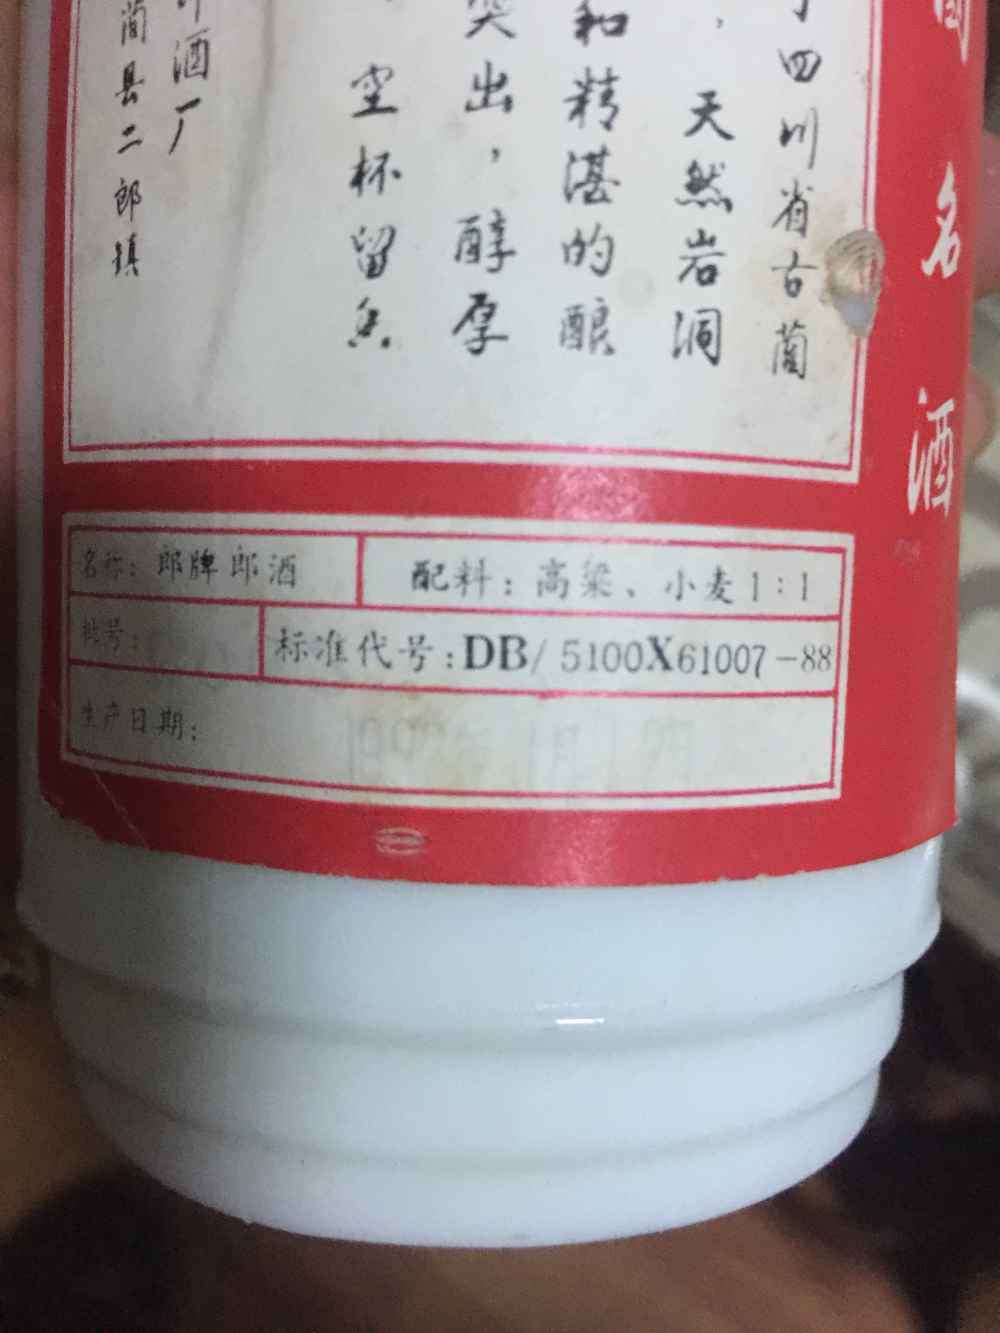 四川省古蔺
，天然岩洞
和精湛的酿
突出，醇厚
空杯留香
酒厂
蔺县二郎镇
名酒
名称：郎牌郎酒
配料：高粱、小麦1:1
批号：
标准代号：DB/5100X61007-88
生产日期：